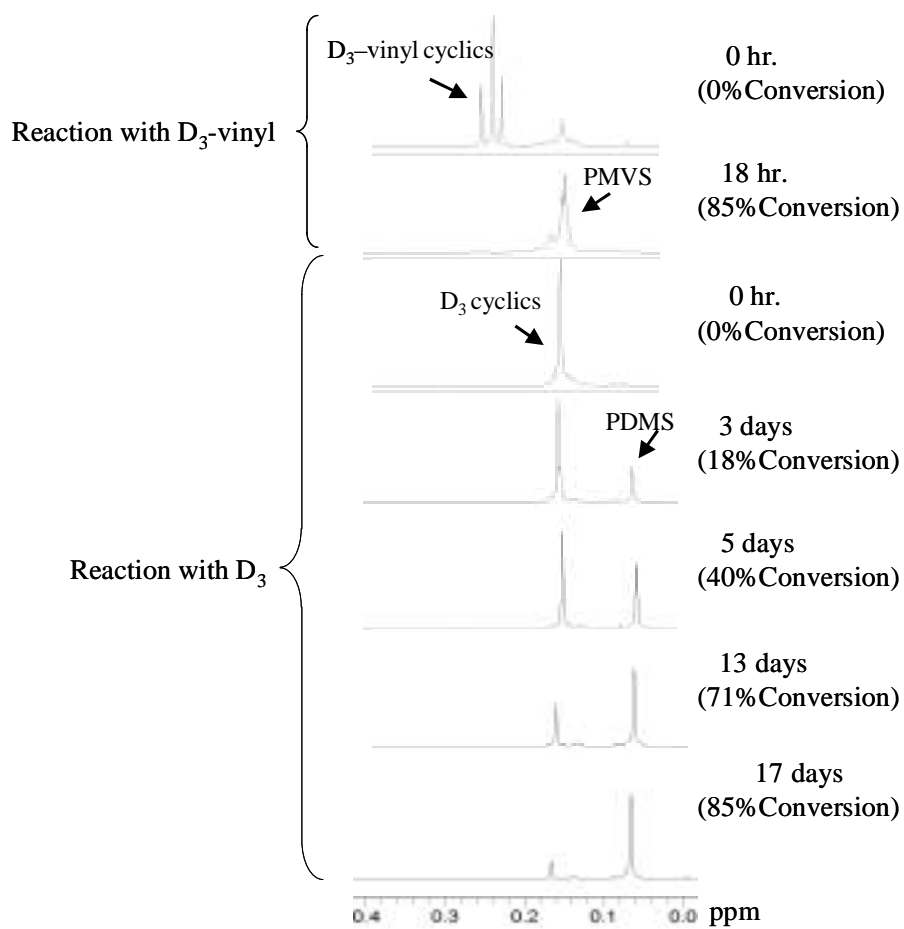 D₃–vinyl cyclics
0 hr.
(0%Conversion)
Reaction with D₃-vinyl
PMVS
18 hr.
(85%Conversion)
D₃ cyclics
0 hr.
(0%Conversion)
PDMS
3 days
(18%Conversion)
Reaction with D₃
5 days
(40%Conversion)
13 days
(71%Conversion)
17 days
(85%Conversion)
0.4 0.3 0.2 0.1 0.0 ppm